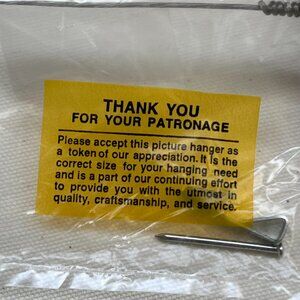 THANK YOU
FOR YOUR PATRONAGE
Please accept this picture hanger as
a token of our appreciation. It is the
correct size for your hanging need
and is a part of our continuing effort
to provide you with the utmost in
quality, craftsmanship, and service.